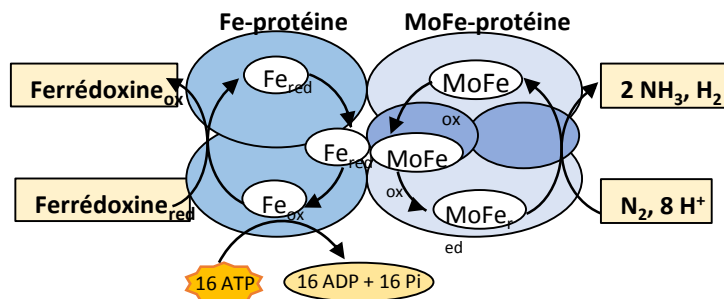 Fe-protéine MoFe-protéine
Ferrédoxine ox
Fe red
MoFe
ox
2 NH3, H2
Fe red
MoFe
ox
Ferrédoxine red
Fe ox
MoFe r
ed
N2, 8 H+
16 ATP
16 ADP + 16 Pi